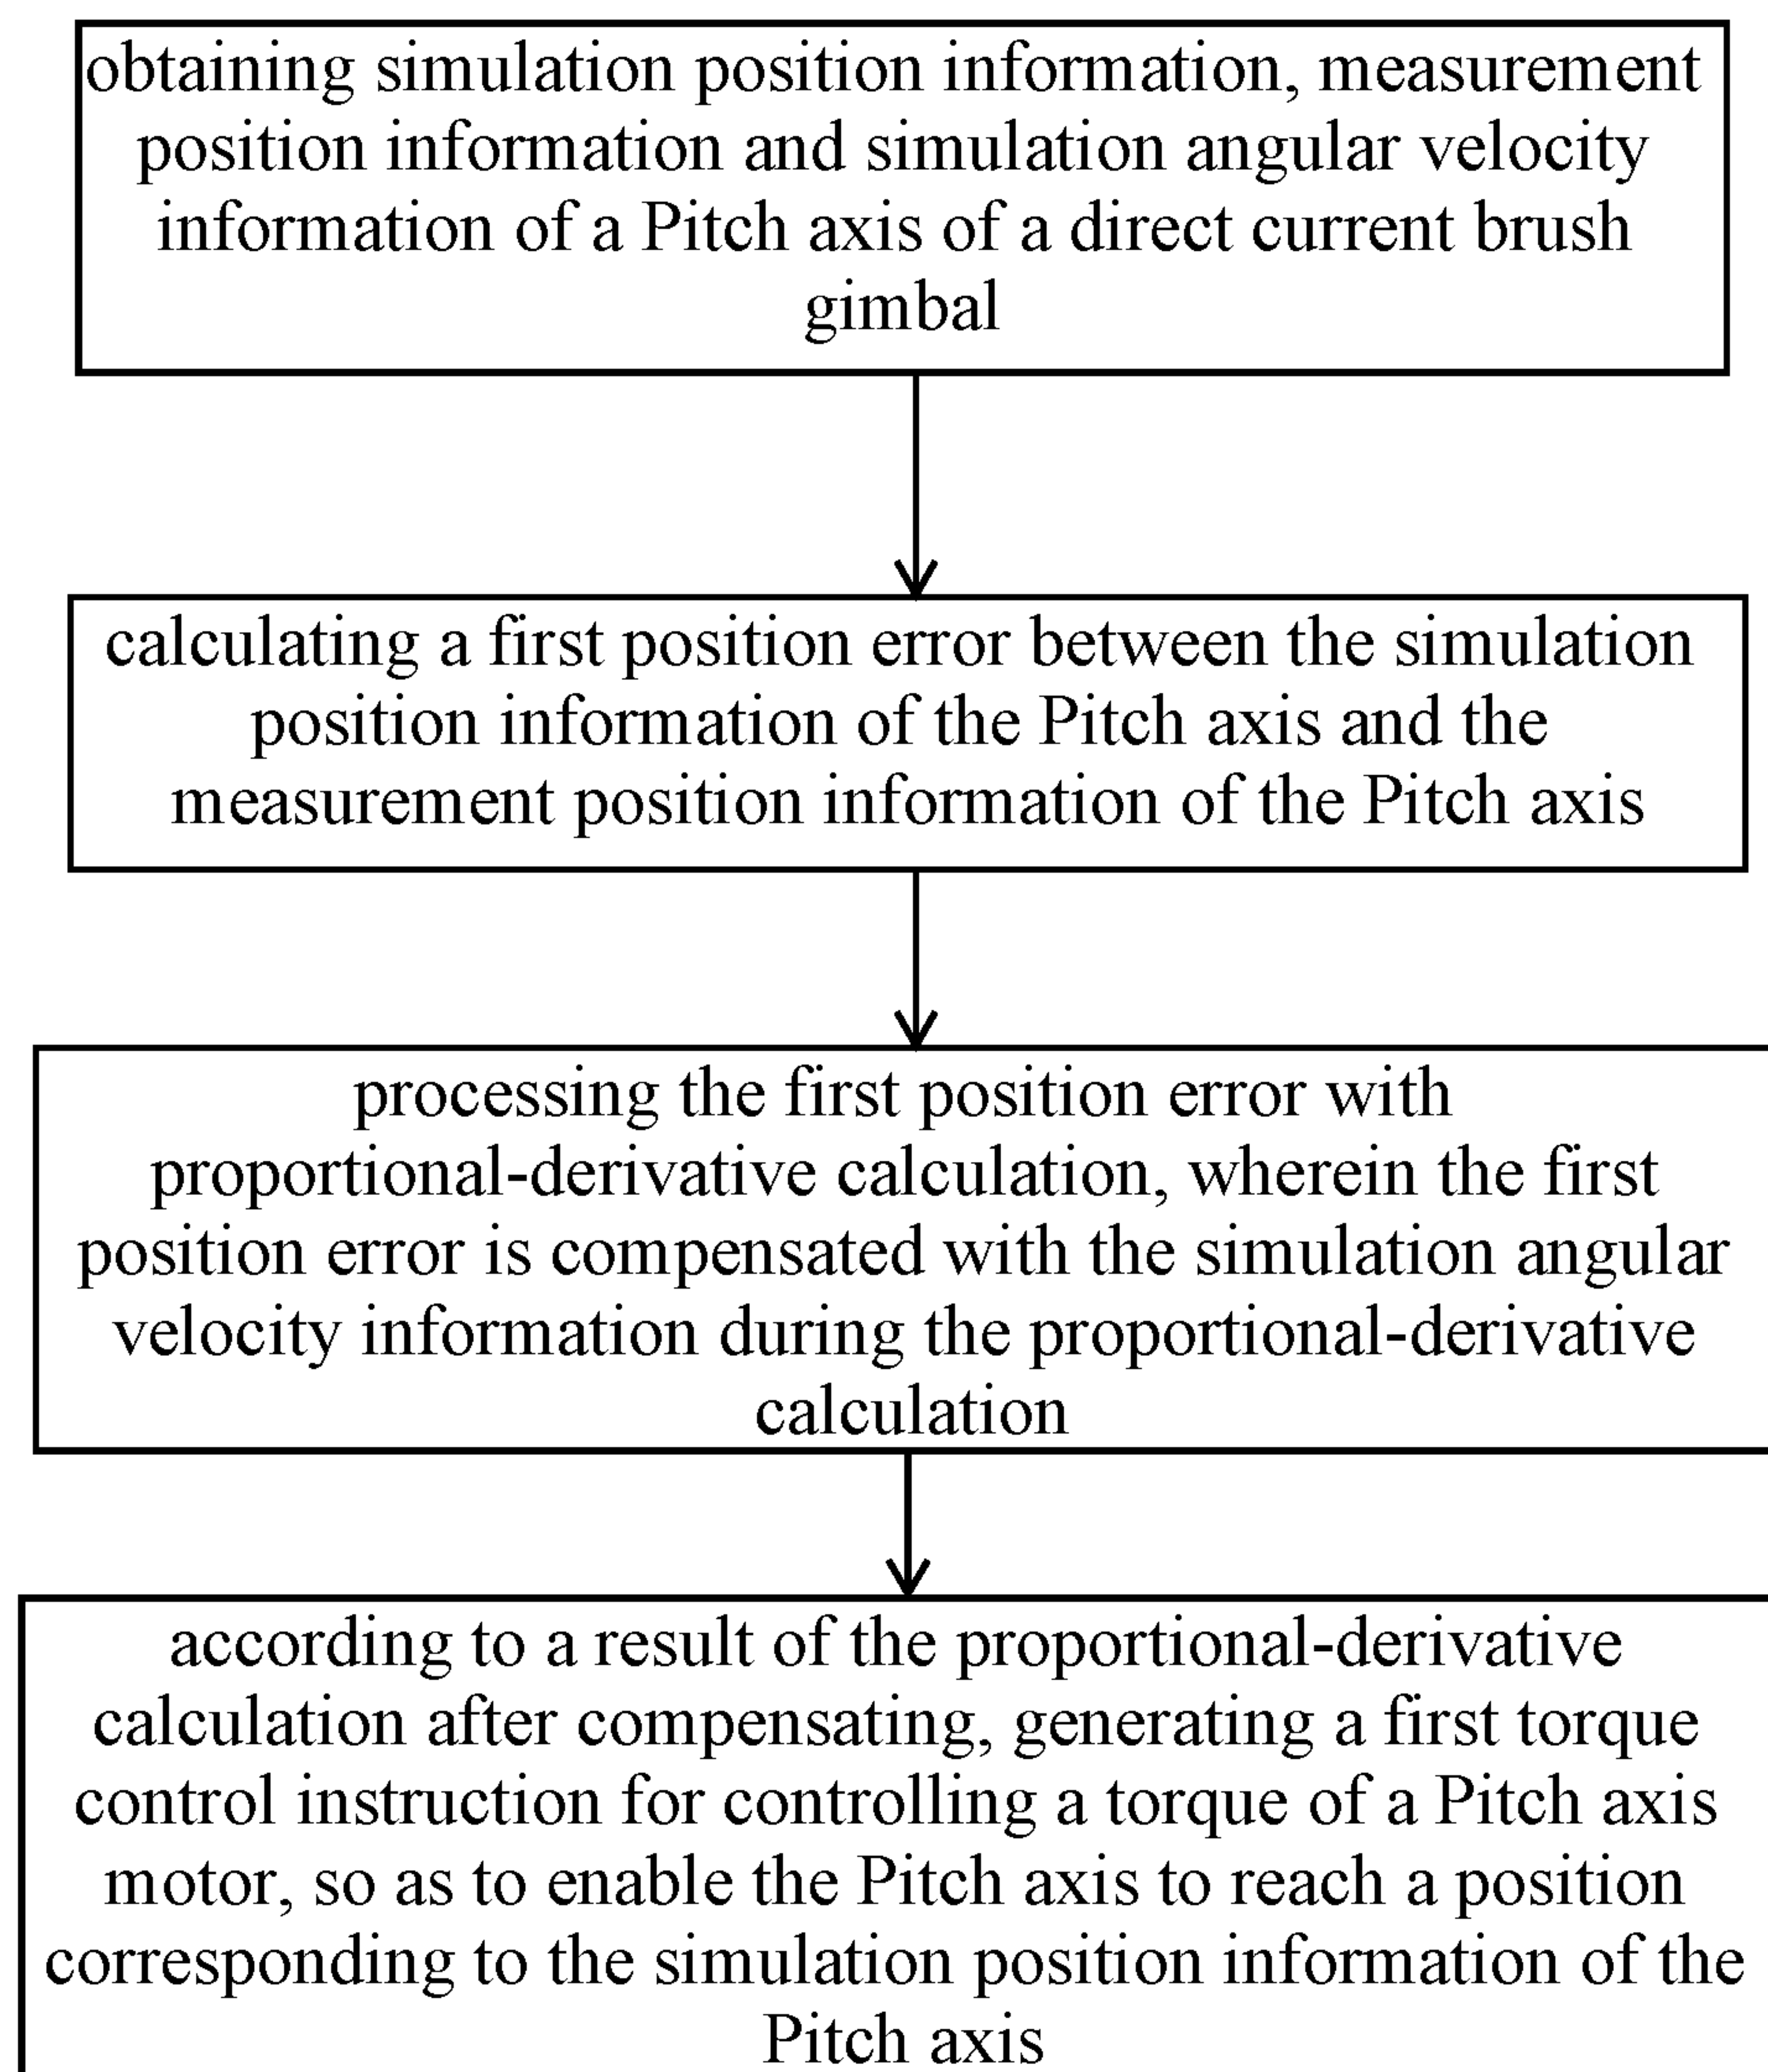 obtaining simulation position information, measurement
position information and simulation angular velocity
information of a Pitch axis of a direct current brush
gimbal
calculating a first position error between the simulation
position information of the Pitch axis and the
measurement position information of the Pitch axis
processing the first position error with
proportional-derivative calculation, wherein the first
position error is compensated with the simulation angular
velocity information during the proportional-derivative
calculation
according to a result of the proportional-derivative
calculation after compensating, generating a first torque
control instruction for controlling a torque of a Pitch axis
motor, so as to enable the Pitch axis to reach a position
corresponding to the simulation position information of the
Pitch axis